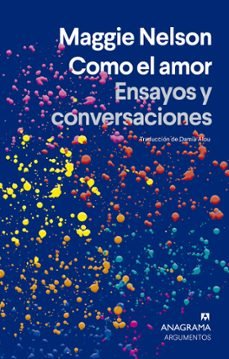 Maggie Nelson
Como el amor
Ensayos y
conversaciones
Traducción de Damià Alou
ANAGRAMA
ARGUMENTOS